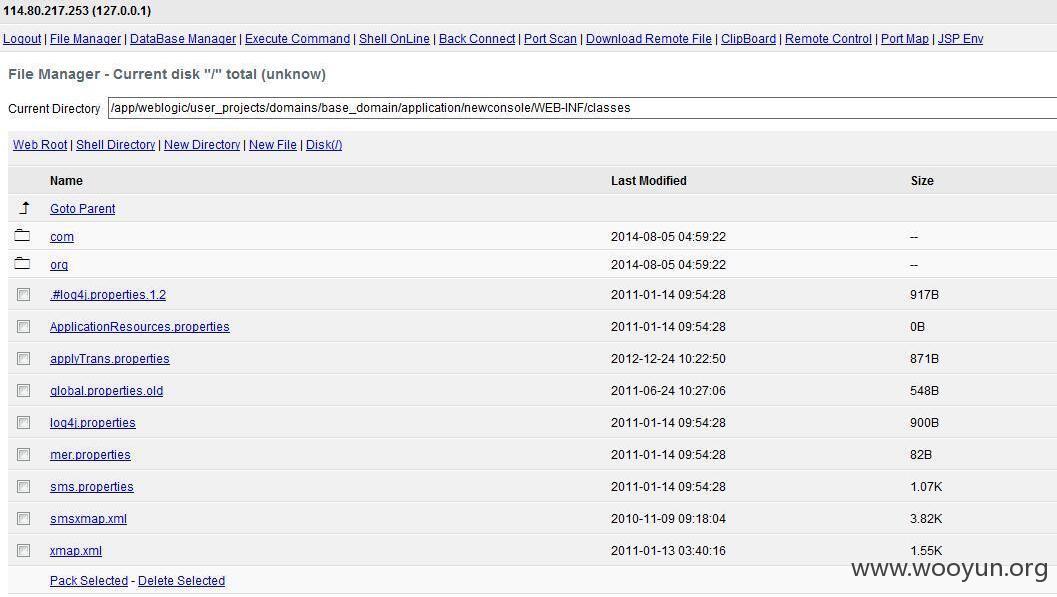 114.80.217.253 (127.0.0.1)
Logout | File Manager | DataBase Manager | Execute Command | Shell OnLine | Back Connect | Port Scan | Download Remote File | ClipBoard | Remote Control | Port Map | JSP Env
File Manager - Current disk "/" total (unknow)
Current Directory /app/weblogic/user_projects/domains/base_domain/application/newconsole/WEB-INF/classes
Web Root | Shell Directory | New Directory | New File | Disk(/)
Name Last Modified Size
Goto Parent
com 2014-08-05 04:59:22 --
org 2014-08-05 04:59:22 --
.#log4j.properties.1.2 2011-01-14 09:54:28 917B
ApplicationResources.properties 2011-01-14 09:54:28 0B
applyTrans.properties 2012-12-24 10:22:50 871B
global.properties.old 2011-06-24 10:27:06 548B
log4j.properties 2011-01-14 09:54:28 900B
mer.properties 2011-01-14 09:54:28 82B
sms.properties 2011-01-14 09:54:28 1.07K
smsxmap.xml 2010-11-09 09:18:04 3.82K
xmap.xml 2011-01-13 03:40:16 1.55K
www.wooyun.org
Pack Selected - Delete Selected